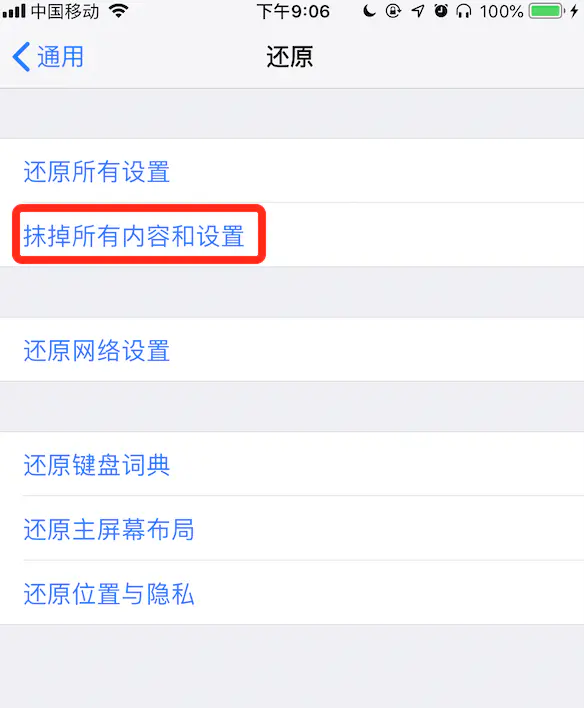 中国移动 下午9:06 100%
通用 还原
还原所有设置
抹掉所有内容和设置
还原网络设置
还原键盘词典
还原主屏幕布局
还原位置与隐私